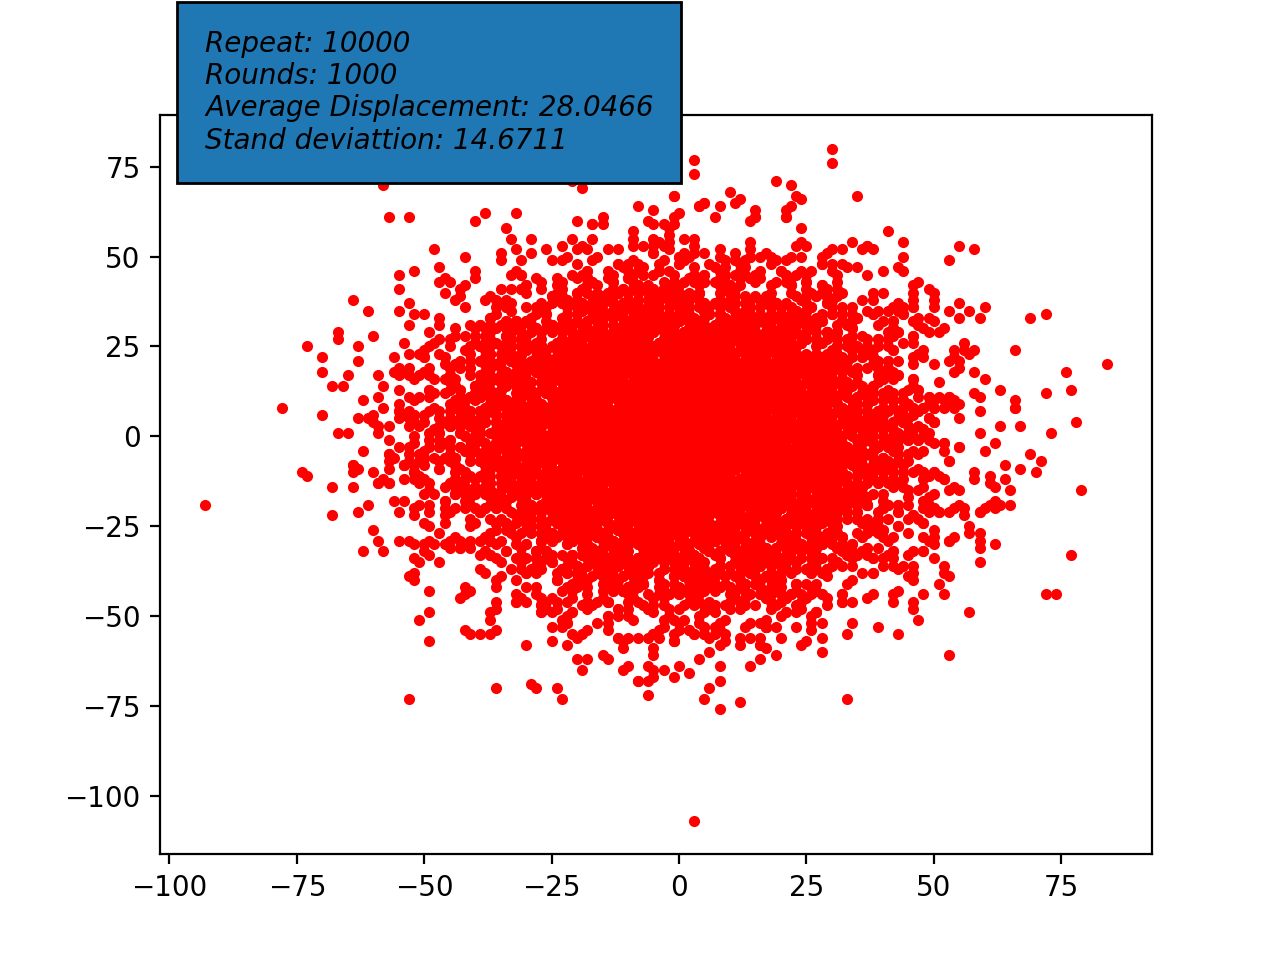 Repeat: 10000
Rounds: 1000
Average Displacement: 28.0466
Stand deviattion: 14.6711
75
50
25
0
−25
−50
−75
−100
−100 −75 −50 −25 0 25 50 75